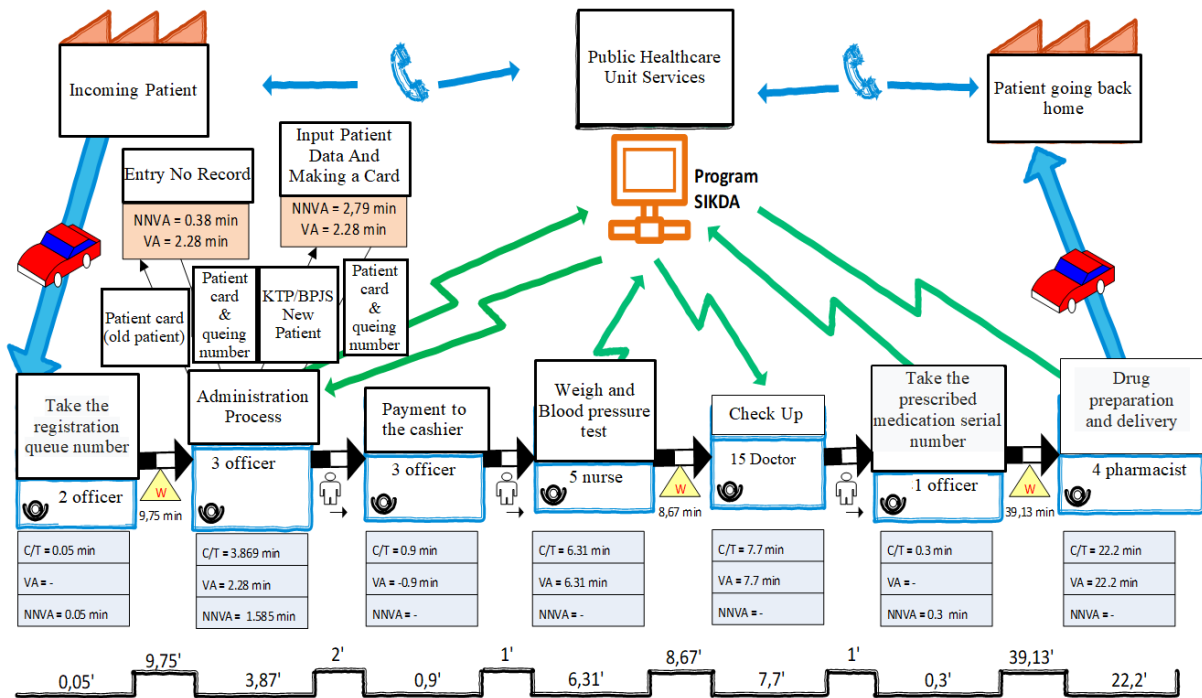 Incoming Patient
Public Healthcare
Unit Services
Patient going back
home
Entry No Record
NNVA = 0.38 min
VA = 2.28 min
Input Patient
Data And
Making a Card
NNVA = 2,79 min
VA = 2.28 min
Program
SIKDA
Patient card
(old patient)
Patient
card
&
queing
number
KTP/BPJS
New
Patient
Patient
card
&
queing
number
Take the
registration
queue number
2 officer
W
9,75 min
Administration
Process
3 officer
Payment to
the cashier
3 officer
Weigh and
Blood pressure
test
5 nurse
W
8,67 min
Check Up
15 Doctor
Take the
prescribed
medication serial
number
1 officer
W
39,13 min
Drug
preparation
and delivery
4 pharmacist
C/T = 0.05 min
VA = -
NNVA = 0.05 min
C/T = 3.869 min
VA = 2.28 min
NNVA = 1.585 min
C/T = 0.9 min
VA = -0.9 min
NNVA = -
C/T = 6.31 min
VA = 6.31 min
NNVA = -
C/T = 7.7 min
VA = 7.7 min
NNVA = -
C/T = 0.3 min
VA = -
NNVA = 0.3 min
C/T = 22.2 min
VA = 22.2 min
NNVA = -
0,05'
9,75'
3,87'
2'
0,9'
1'
6,31'
8,67'
7,7'
1'
0,3'
39,13'
22,2'